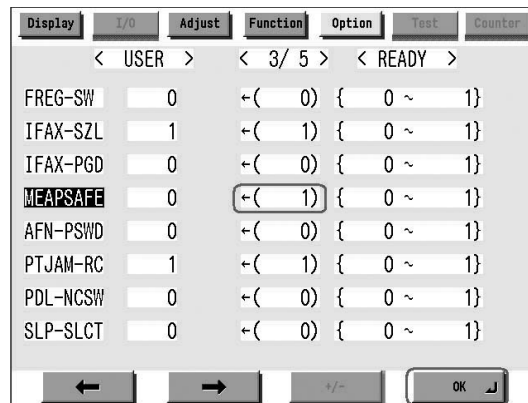 Display I/O Adjust Function Option Test Counter
< USER > < 3/ 5 > < READY >
FREG-SW 0 ←( 0) { 0 ~ 1}
IFAX-SZL 1 ←( 1) { 0 ~ 1}
IFAX-PGD 0 ←( 0) { 0 ~ 1}
MEAPSAFE 0 ←( 1) { 0 ~ 1}
AFN-PSWD 0 ←( 0) { 0 ~ 1}
PTJAM-RC 1 ←( 1) { 0 ~ 1}
PDL-NCSW 0 ←( 0) { 0 ~ 1}
SLP-SLCT 0 ←( 0) { 0 ~ 1}
← → +/- OK ↵